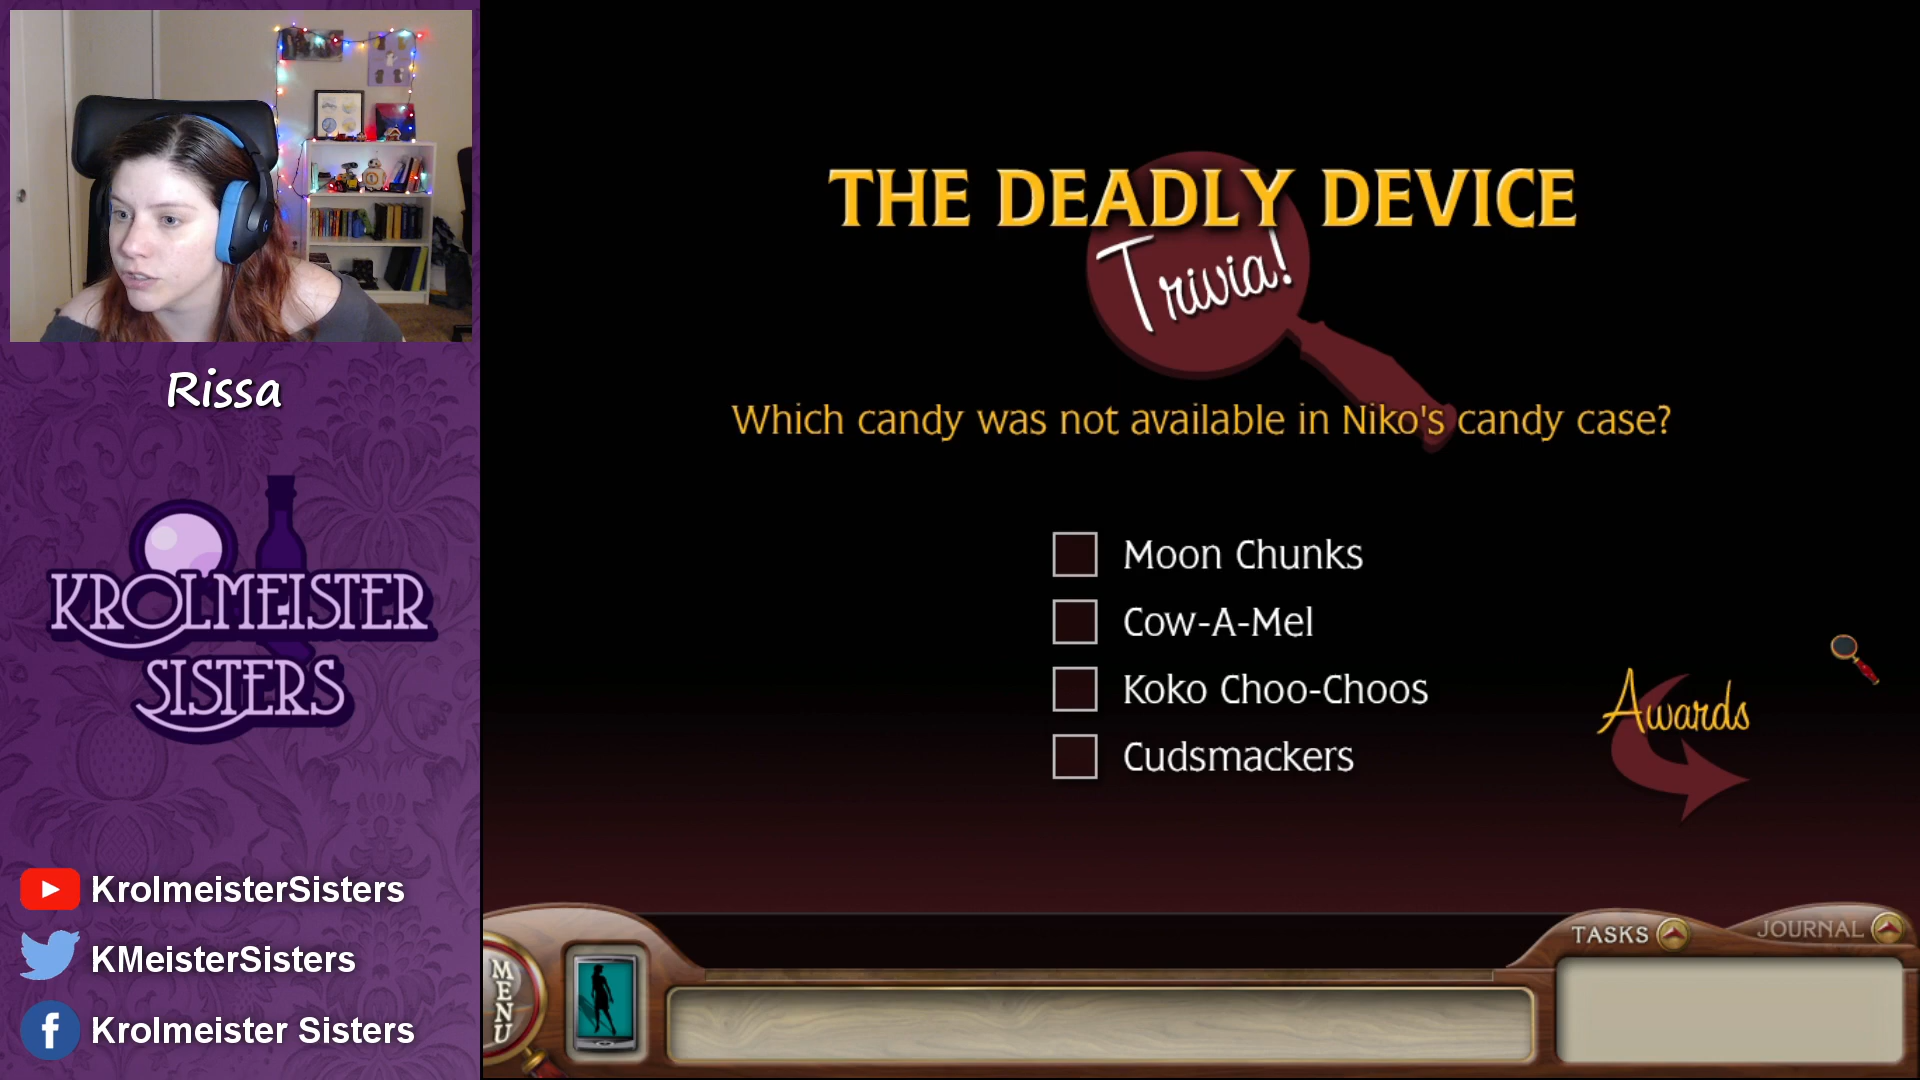 Rissa
KROLMEISTER
SISTERS
KrolmeisterSisters
KMeisterSisters
Krolmeister Sisters
THE DEADLY DEVICE
Trivia!
Which candy was not available in Niko's candy case?
Moon Chunks
Cow-A-Mel
Koko Choo-Choos
Cudsmackers
Awards
MENU
TASKS
JOURNAL